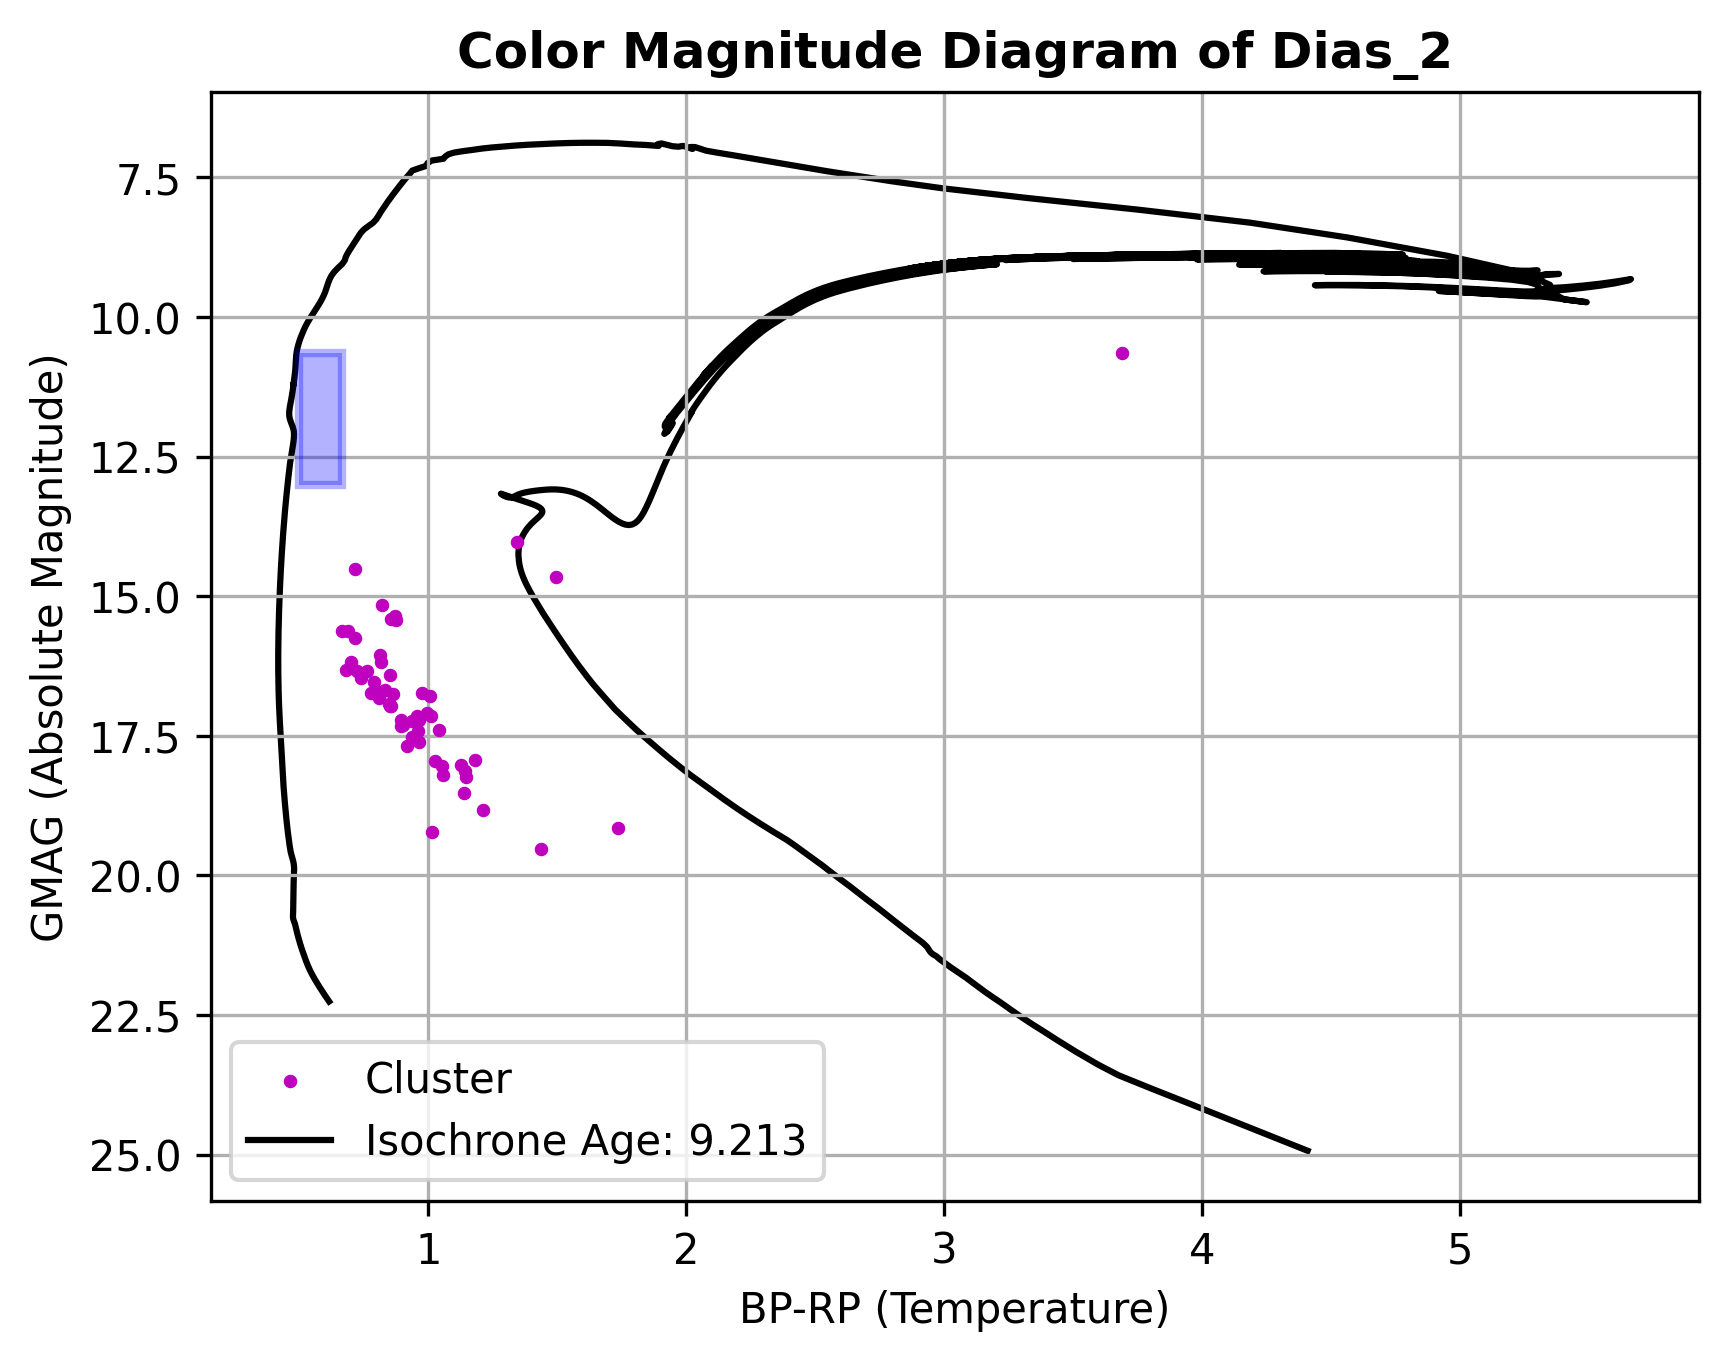 Color Magnitude Diagram of Dias_2
GMAG (Absolute Magnitude)
7.5
10.0
12.5
15.0
17.5
20.0
22.5
25.0
Cluster
Isochrone Age: 9.213
1 2 3 4 5
BP-RP (Temperature)